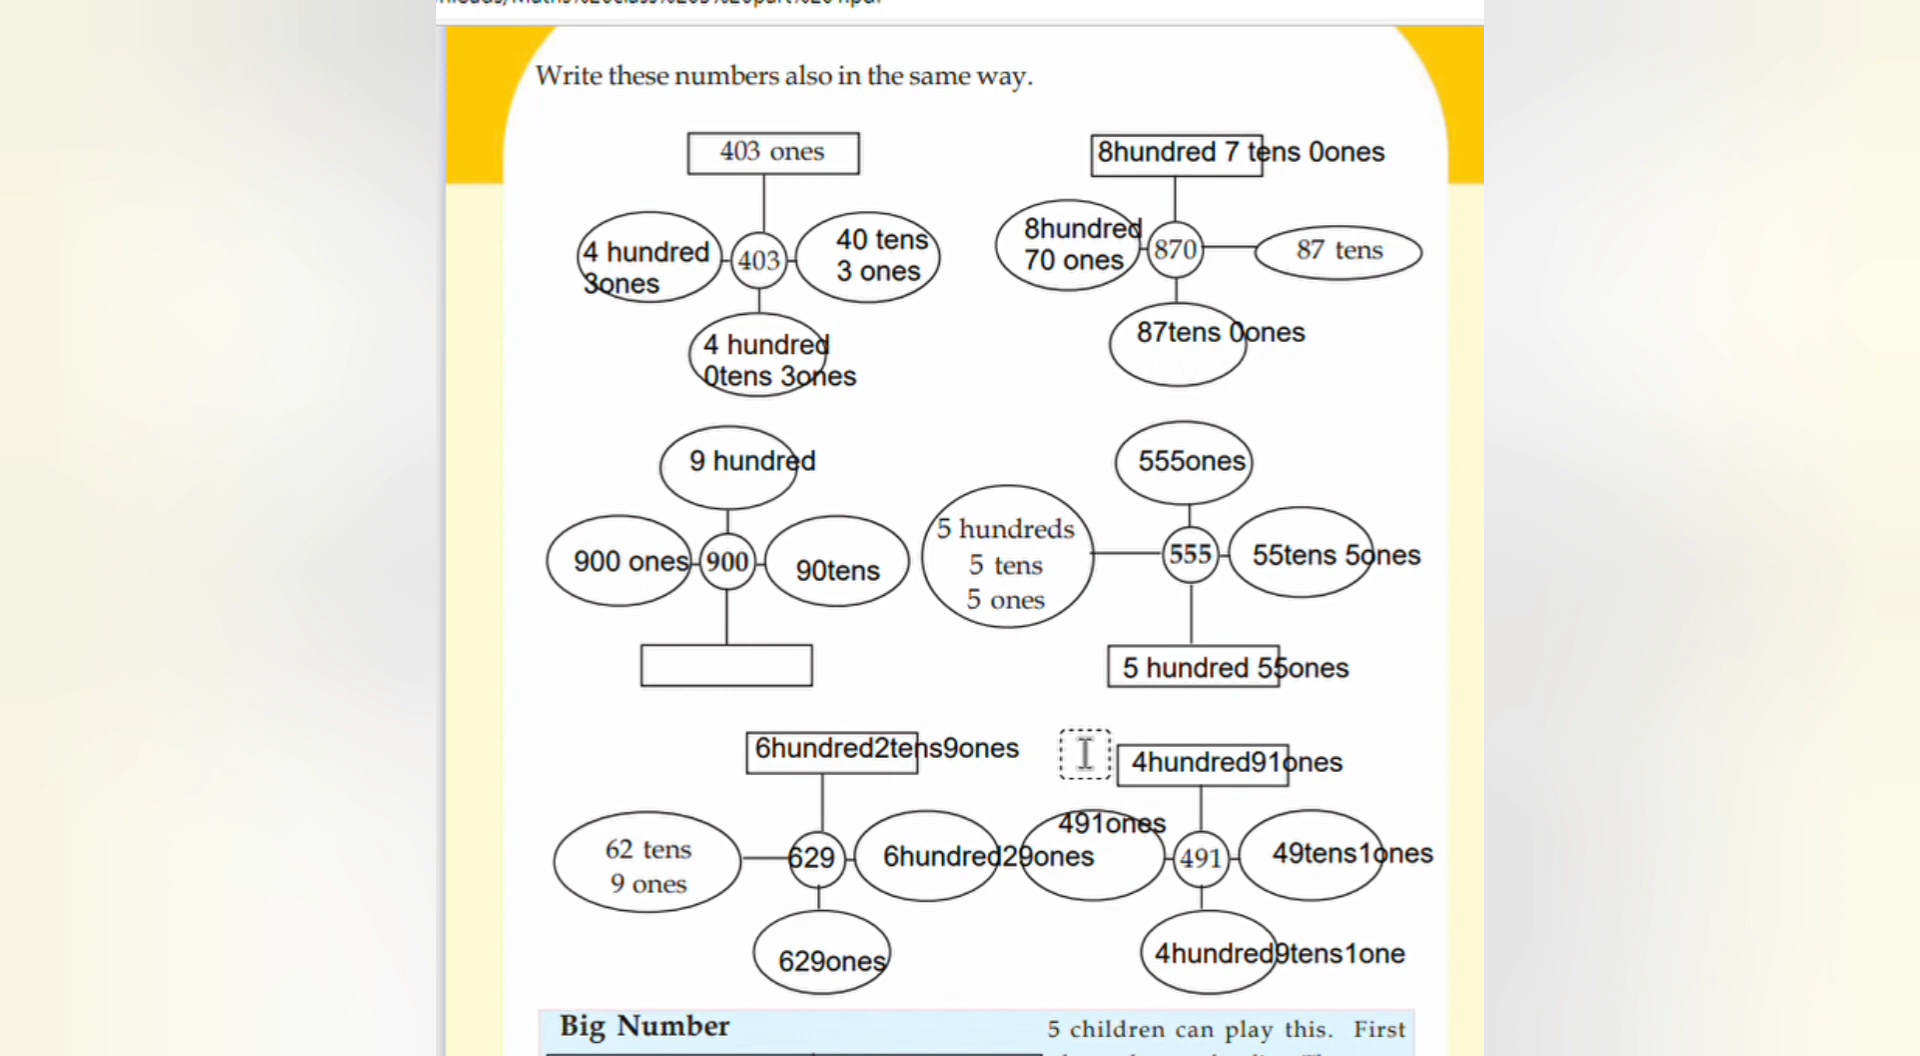 Write these numbers also in the same way.
403 ones
4 hundred
3ones
403
40 tens
3 ones
4 hundred
0tens 3ones
8hundred 7 tens 0ones
8hundred
70 ones
870
87 tens
87tens 0ones
9 hundred
900 ones
900
90tens
555ones
5 hundreds
5 tens
5 ones
555
55tens 5ones
5 hundred 55ones
6hundred2tens9ones
62 tens
9 ones
629
6hundred29ones
629ones
4hundred91ones
491ones
491
49tens1ones
4hundred9tens1one
Big Number
5 children can play this. First